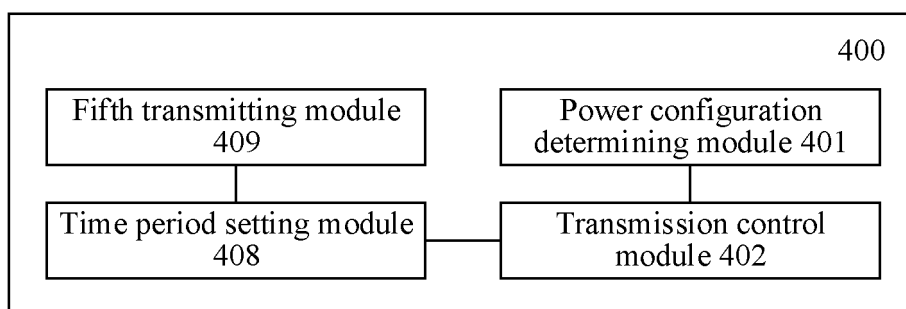 400
Fifth transmitting module
409
Power configuration
determining module 401
Time period setting module
408
Transmission control
module 402